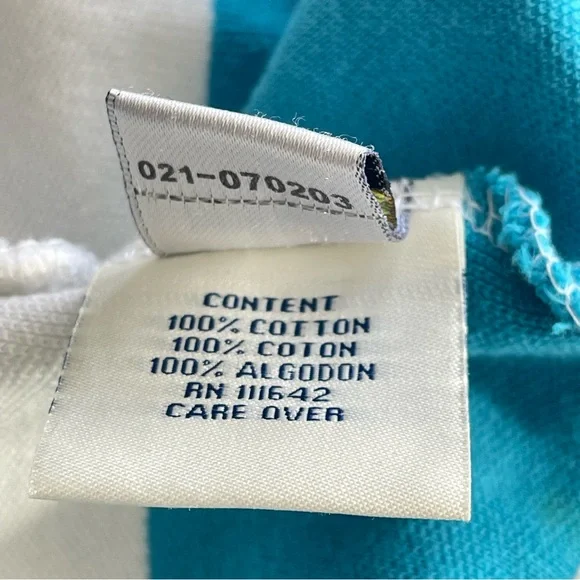 021-070203
CONTENT
100% COTTON
100% COTON
100% ALGODON
RN 111642
CARE OVER